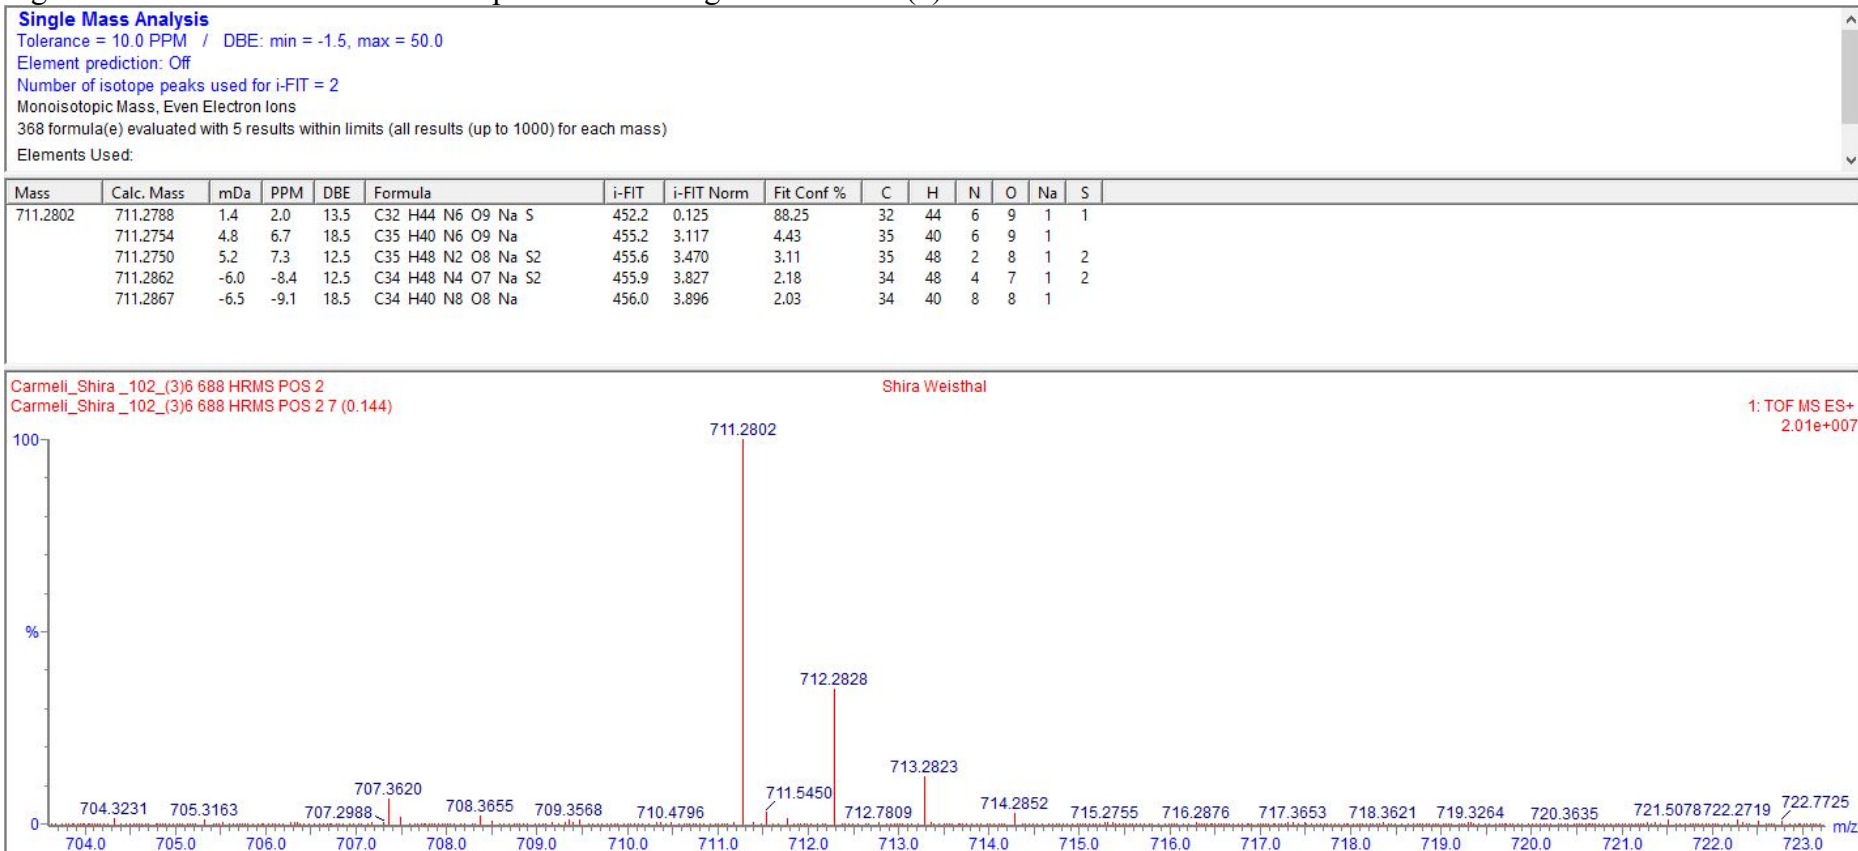 Single Mass Analysis
Tolerance = 10.0 PPM / DBE: min = -1.5, max = 50.0
Element prediction: Off
Number of isotope peaks used for i-FIT = 2
Monoisotopic Mass, Even Electron Ions
368 formula(e) evaluated with 5 results within limits (all results (up to 1000) for each mass)
Elements Used:
Mass Calc. Mass mDa PPM DBE Formula i-FIT i-FIT Norm Fit Conf % C H N O Na S
711.2802 711.2788 1.4 2.0 13.5 C32 H44 N6 O9 Na S 452.2 0.125 88.25 32 44 6 9 1 1
711.2754 4.8 6.7 18.5 C35 H40 N6 O9 Na 455.2 3.117 4.43 35 40 6 9 1
711.2750 5.2 7.3 12.5 C35 H48 N2 O8 Na S2 455.6 3.470 3.11 35 48 2 8 1 2
711.2862 -6.0 -8.4 12.5 C34 H48 N4 O7 Na S2 455.9 3.827 2.18 34 48 4 7 1 2
711.2867 -6.5 -9.1 18.5 C34 H40 N8 O8 Na 456.0 3.896 2.03 34 40 8 8 1
Carmeli_Shira _102_(3)6 688 HRMS POS 2 Shira Weisthal
Carmeli_Shira _102_(3)6 688 HRMS POS 2 7 (0.144) 1: TOF MS ES+
2.01e+007
100
711.2802
%
712.2828
713.2823
707.3620
711.5450
704.3231 705.3163 707.2988 708.3655 709.3568 710.4796 712.7809 714.2852 715.2755 716.2876 717.3653 718.3621 719.3264 720.3635 721.5078 722.2719 722.7725
0
m/z
704.0 705.0 706.0 707.0 708.0 709.0 710.0 711.0 712.0 713.0 714.0 715.0 716.0 717.0 718.0 719.0 720.0 721.0 722.0 723.0